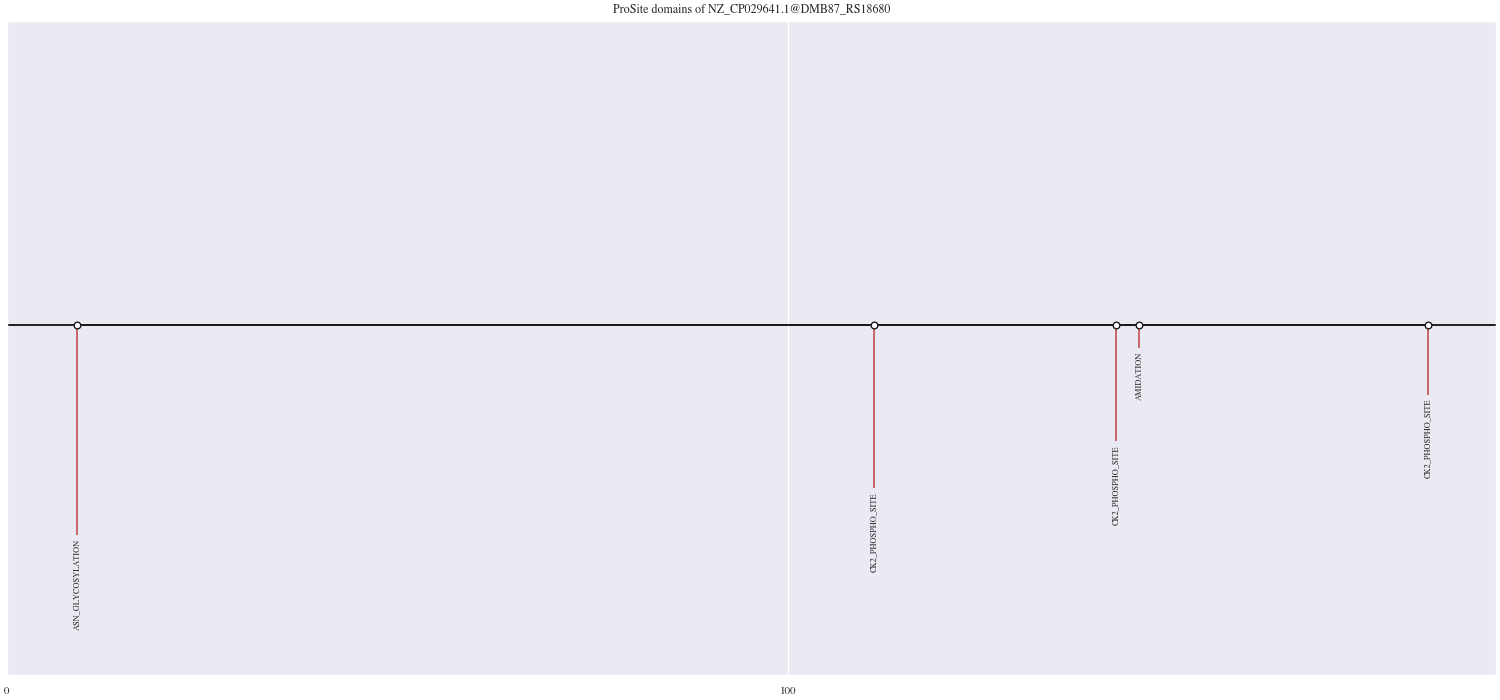 ProSite domains of NZ_CP029641.1@DMB87_RS18680
AMIDATION
CK2_PHOSPHO_SITE
CK2_PHOSPHO_SITE
CK2_PHOSPHO_SITE
ASN_GLYCOSYLATION
0
100